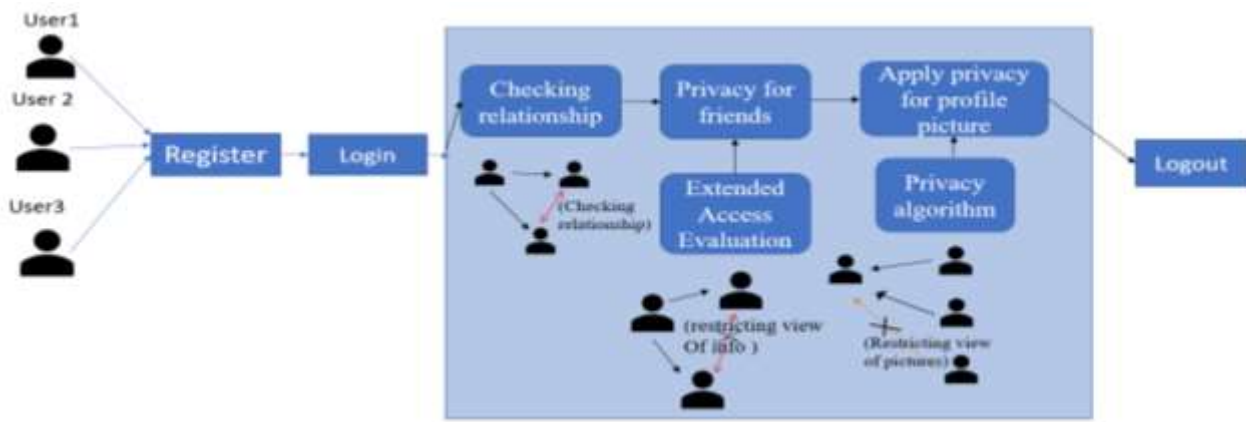 User1
User 2
User3
Register
Login
Checking
relationship
Privacy for
friends
Apply privacy
for profile
picture
Logout
(Checking
relationship)
Extended
Access
Evaluation
Privacy
algorithm
(restricting view
Of info )
(Restricting view
of pictures)